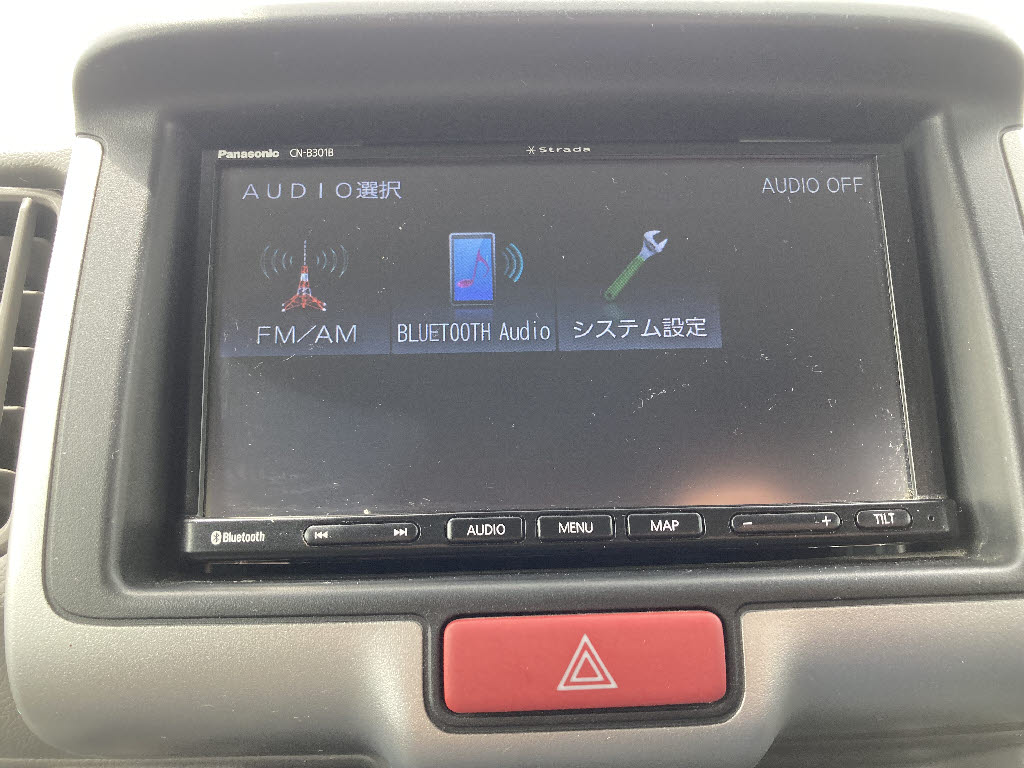 Panasonic CN-B301B
Strada
ＡＵＤＩＯ選択
AUDIO OFF
ＦＭ／ＡＭ
BLUETOOTH Audio
システム設定
Bluetooth
AUDIO
MENU
MAP
− +
TILT